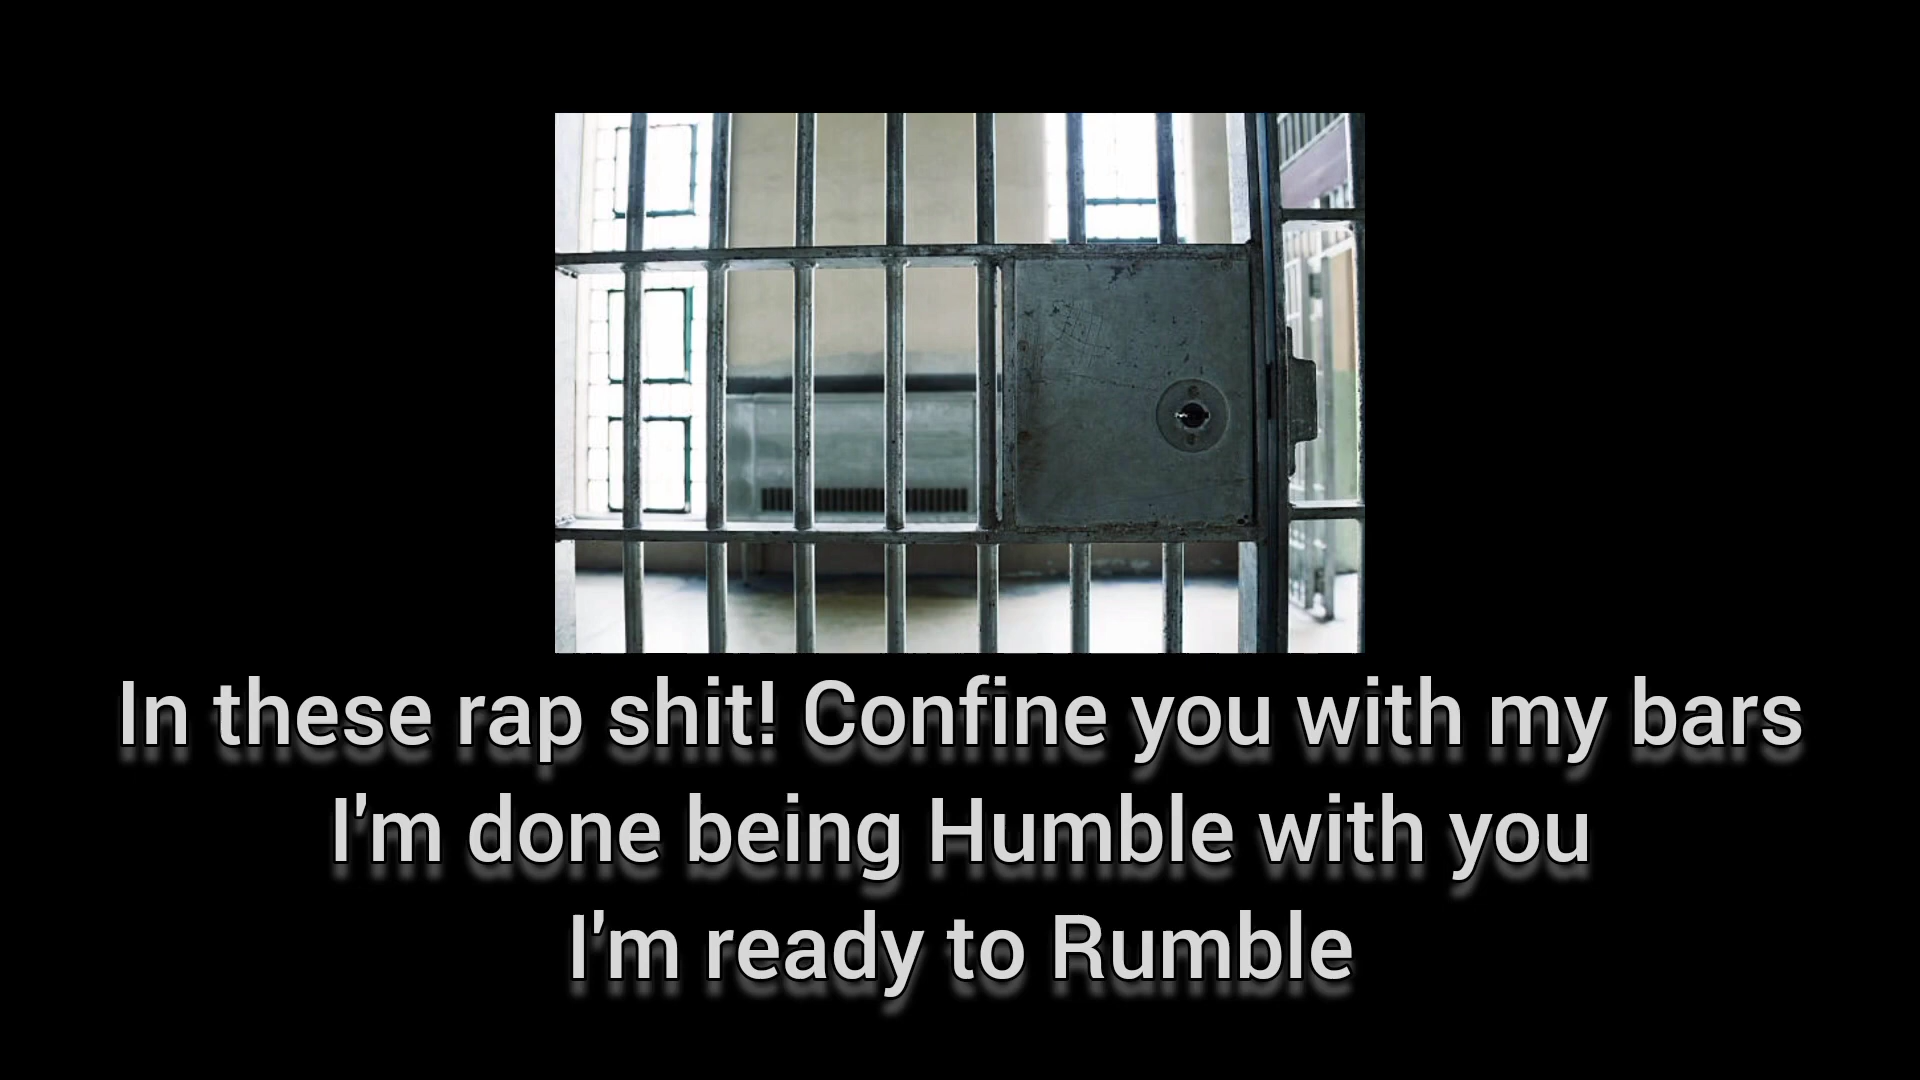 In these rap shit! Confine you with my bars
I'm done being Humble with you
I'm ready to Rumble